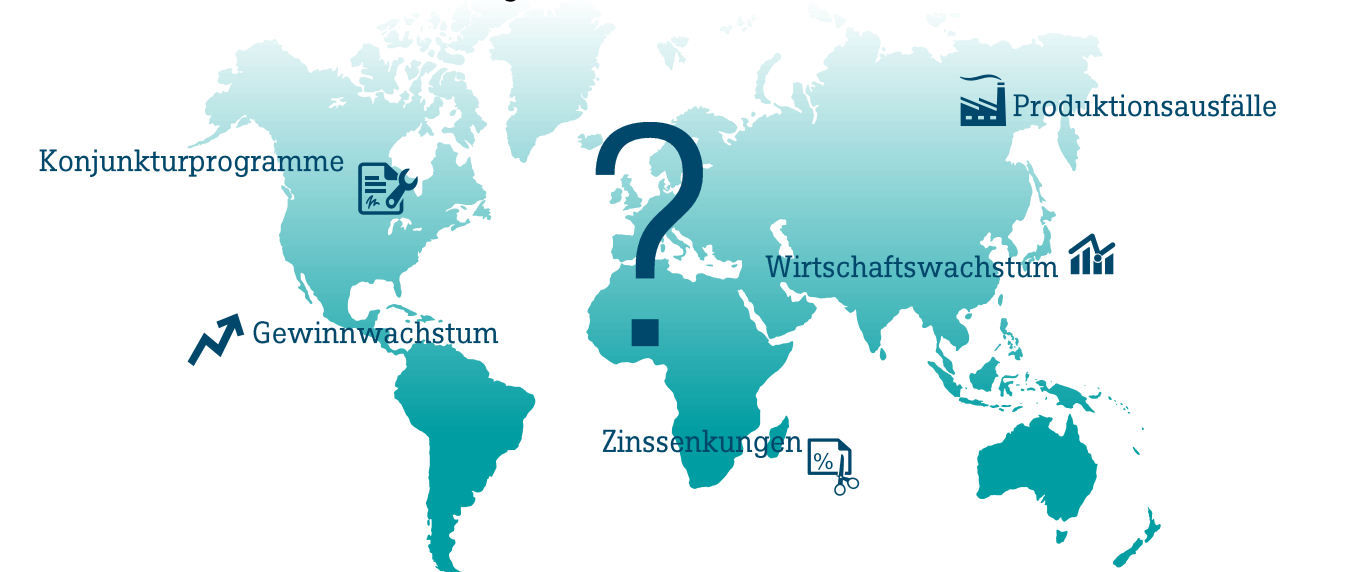 Produktionsausfälle
Konjunkturprogramme
Wirtschaftswachstum
Gewinnwachstum
Zinssenkungen
%
?